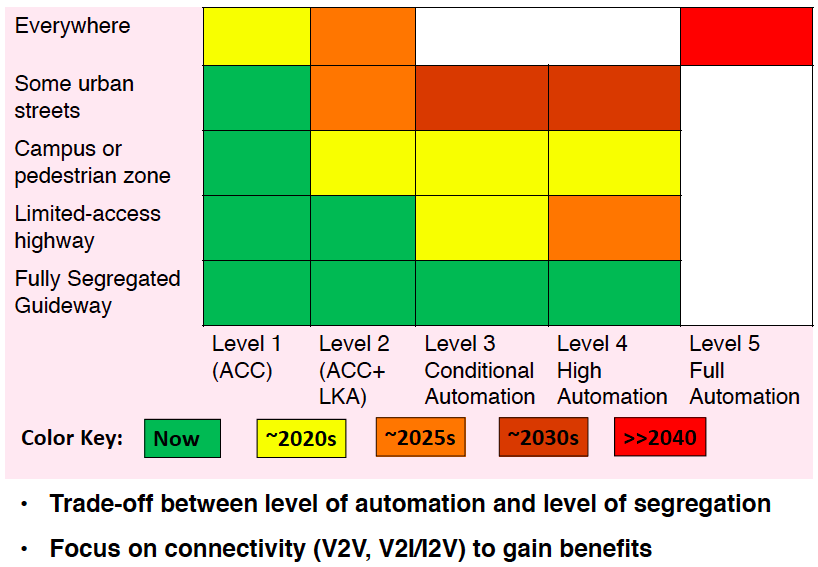 Everywhere
Some urban
streets
Campus or
pedestrian zone
Limited-access
highway
Fully Segregated
Guideway
Level 1
(ACC)
Level 2
(ACC+
LKA)
Level 3
Conditional
Automation
Level 4
High
Automation
Level 5
Full
Automation
Color Key: Now ~2020s ~2025s ~2030s >>2040
• Trade-off between level of automation and level of segregation
• Focus on connectivity (V2V, V2I/I2V) to gain benefits